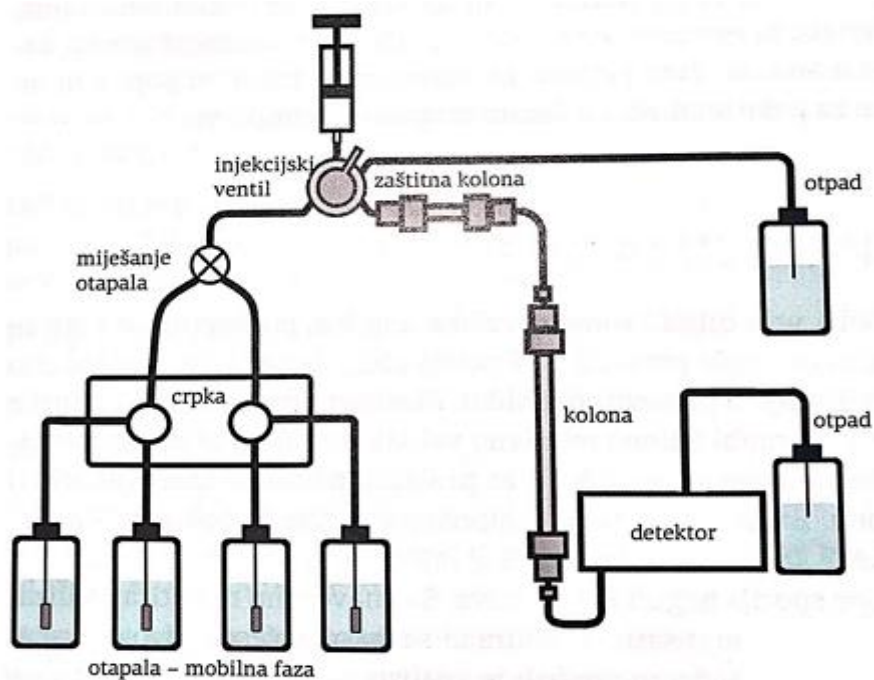 injekcijski
ventil
zaštitna kolona
otpad
miješanje
otapala
crpka
kolona
otpad
detektor
otapala – mobilna faza